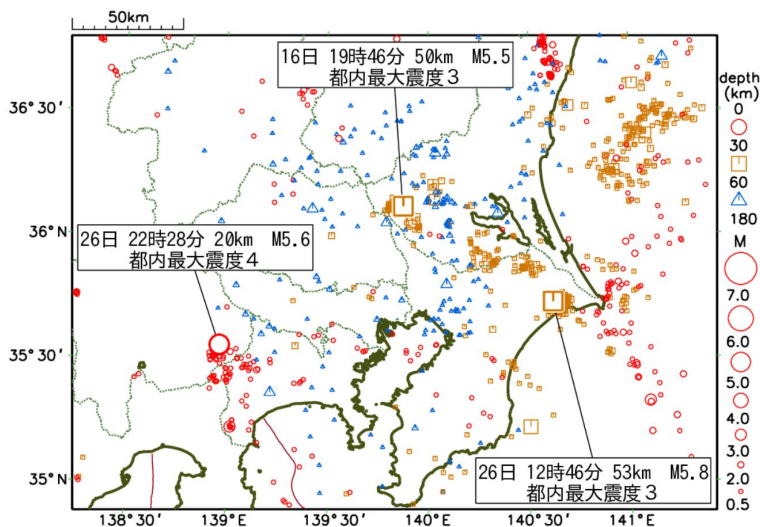 50km
16日 19時46分 50km M5.5
都内最大震度3
26日 22時28分 20km M5.6
都内最大震度4
26日 12時46分 53km M5.8
都内最大震度3
36°30′
36°N
35°30′
35°N
138°30′
139°E
139°30′
140°E
140°30′
141°E
depth
(km)
0
30
60
180
M
7.0
6.0
5.0
4.0
3.0
2.0
0.5